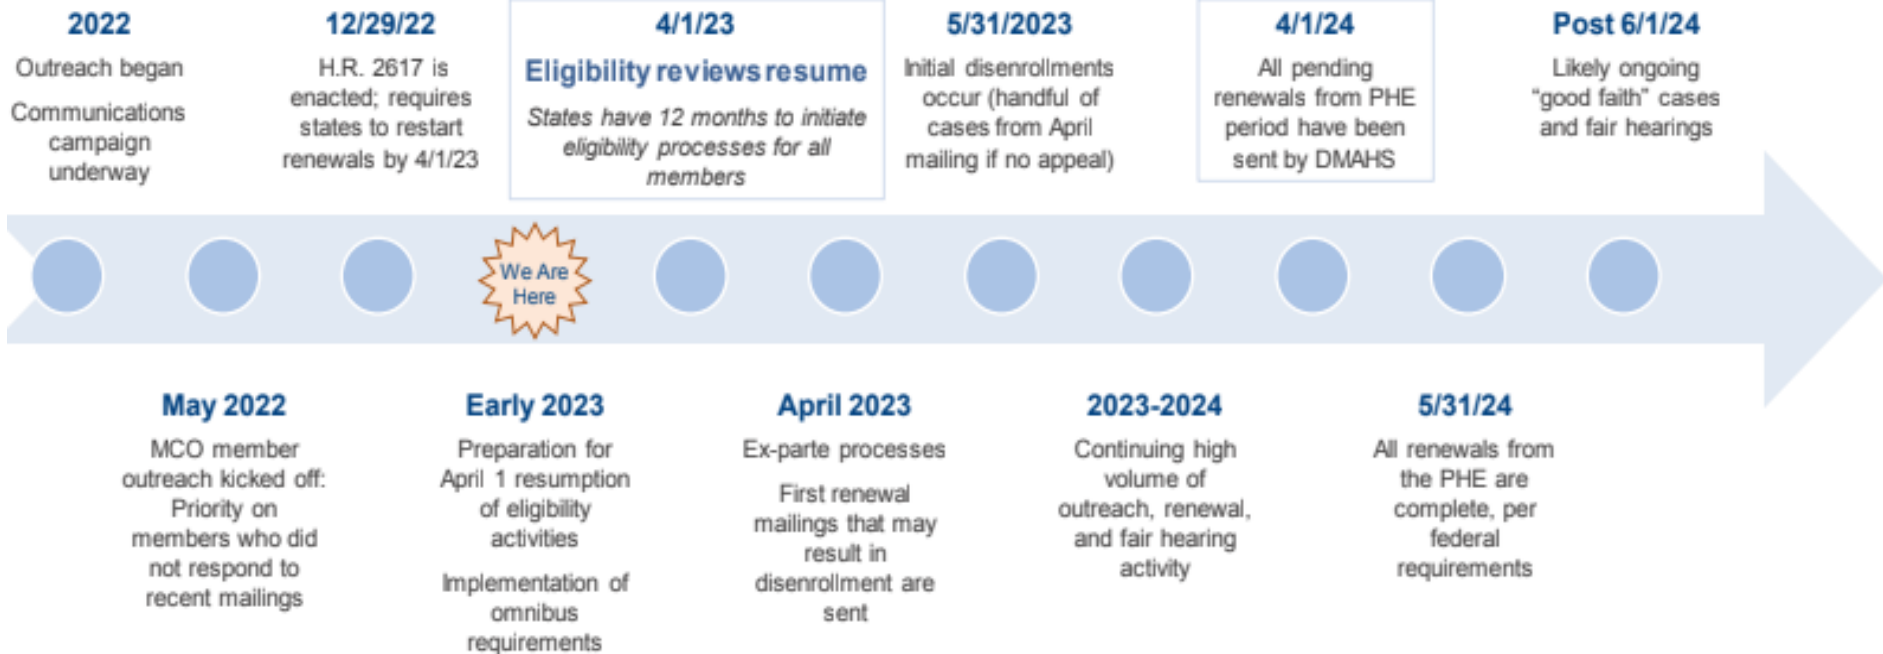 2022
Outreach began
Communications
campaign
underway
12/29/22
H.R. 2617 is
enacted; requires
states to restart
renewals by 4/1/23
4/1/23
Eligibility reviews resume
States have 12 months to initiate
eligibility processes for all
members
5/31/2023
Initial disenrollments
occur (handful of
cases from April
mailing if no appeal)
4/1/24
All pending
renewals from PHE
period have been
sent by DMAHS
Post 6/1/24
Likely ongoing
“good faith” cases
and fair hearings
We Are
Here
May 2022
MCO member
outreach kicked off:
Priority on
members who did
not respond to
recent mailings
Early 2023
Preparation for
April 1 resumption
of eligibility
activities
Implementation of
omnibus
requirements
April 2023
Ex-parte processes
First renewal
mailings that may
result in
disenrollment are
sent
2023-2024
Continuing high
volume of
outreach, renewal,
and fair hearing
activity
5/31/24
All renewals from
the PHE are
complete, per
federal
requirements